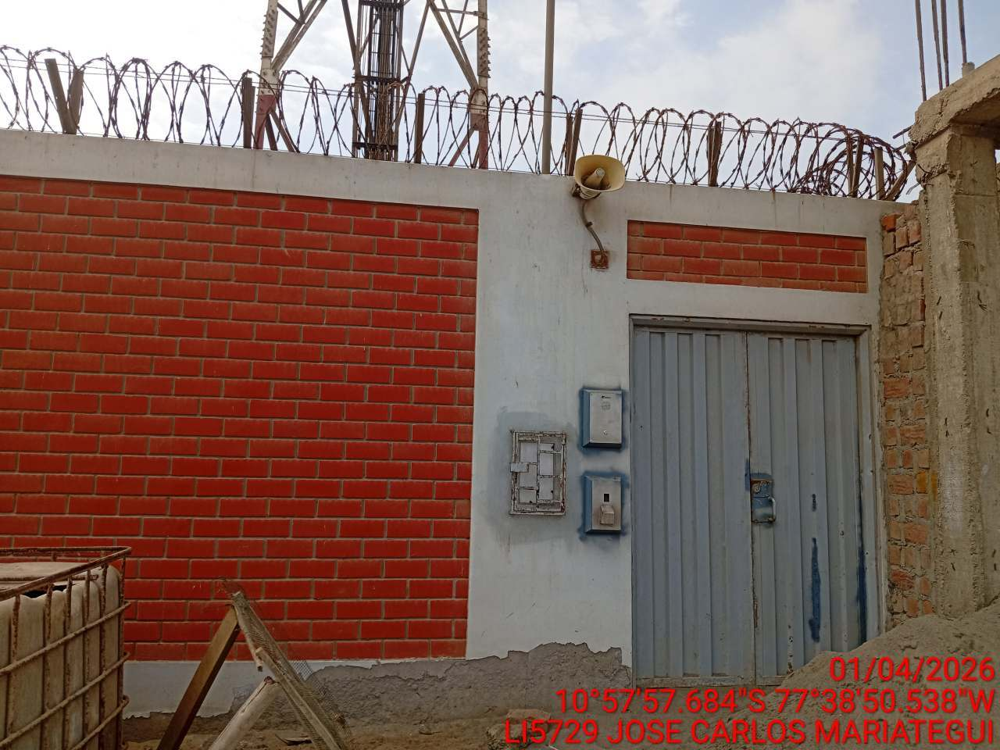 01/04/2026
10°57'57.684"S 77°38'50.538"W
LI5729 JOSE CARLOS MARIATEGUI